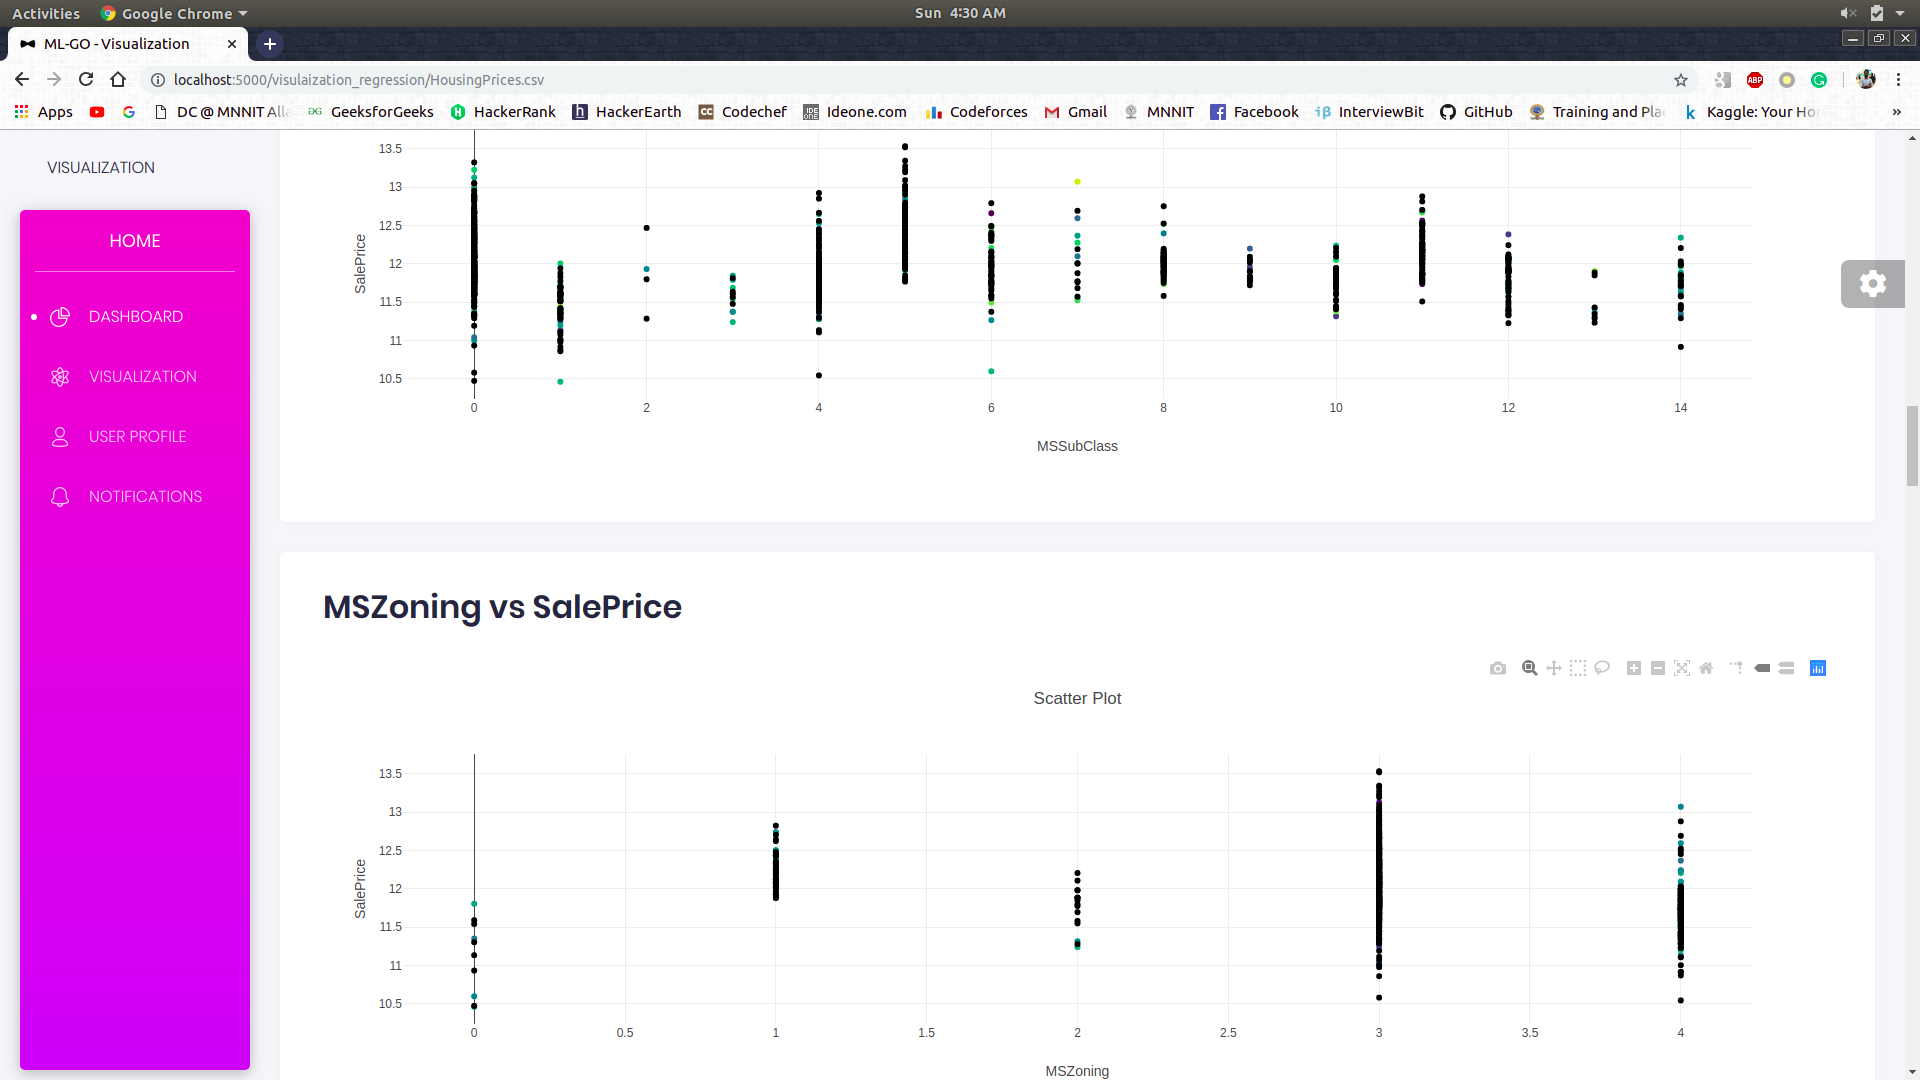 Activities Google Chrome Sun 4:30 AM
ML-GO - Visualization
localhost:5000/visulaization_regression/HousingPrices.csv
ABP
Apps DC @ MNNIT Alla GeeksforGeeks HackerRank HackerEarth Codechef Ideone.com Codeforces Gmail MNNIT Facebook InterviewBit GitHub Training and Plac Kaggle: Your Ho »
VISUALIZATION
HOME
DASHBOARD
VISUALIZATION
USER PROFILE
NOTIFICATIONS
13.5
13
12.5
12
11.5
11
10.5
SalePrice
0 2 4 6 8 10 12 14
MSSubClass
MSZoning vs SalePrice
Scatter Plot
13.5
13
12.5
12
11.5
11
10.5
SalePrice
0 0.5 1 1.5 2 2.5 3 3.5 4
MSZoning